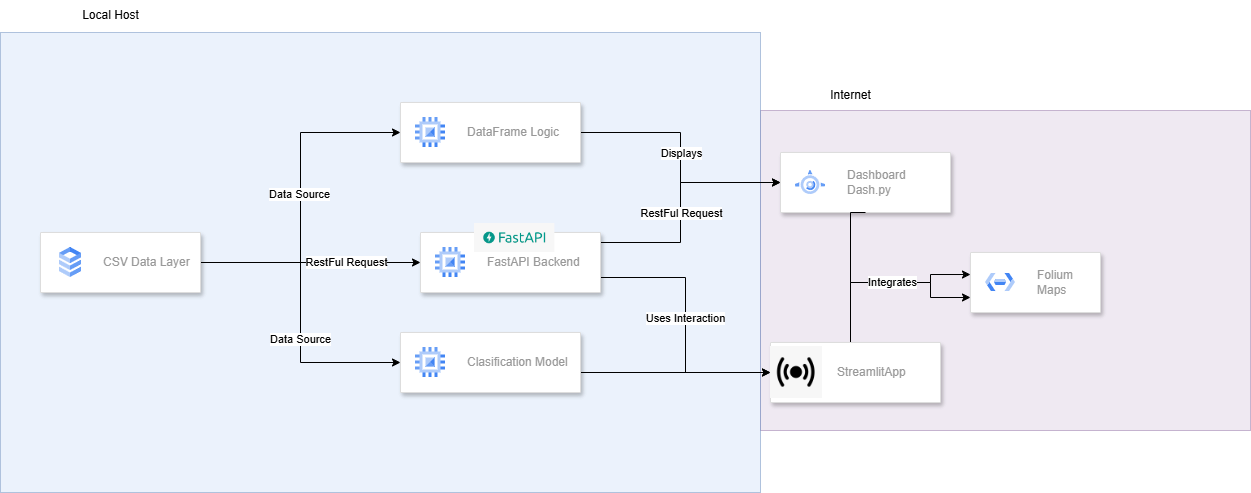 Local Host
Internet
DataFrame Logic
Displays
Dashboard
Dash.py
Data Source
RestFul Request
FastAPI
CSV Data Layer
RestFul Request
FastAPI Backend
Folium
Maps
Integrates
Uses Interaction
Data Source
Clasification Model
StreamlitApp